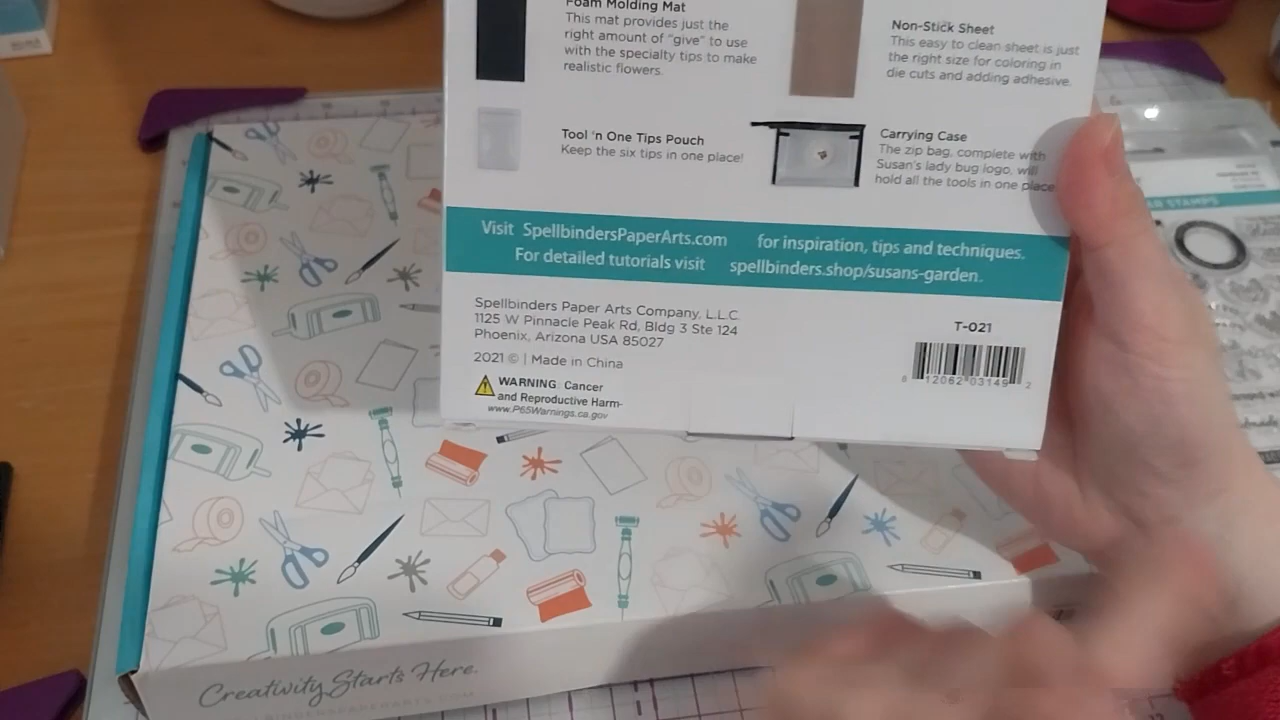 Foam Molding Mat
This mat provides just the
right amount of "give" to use
with the specialty tips to make
realistic flowers.
Non-Stick Sheet
This easy to clean sheet is just
the right size for coloring in
die cuts and adding adhesive.
Tool 'n One Tips Pouch
Keep the six tips in one place!
Carrying Case
The zip bag, complete with
Susan's lady bug logo, will
hold all the tools in one place
Visit SpellbindersPaperArts.com for inspiration, tips and techniques.
For detailed tutorials visit spellbinders.shop/susans-garden.
Spellbinders Paper Arts Company, L.L.C.
1125 W Pinnacle Peak Rd, Bldg 3 Ste 124
Phoenix, Arizona USA 85027
2021 © | Made in China
WARNING: Cancer
and Reproductive Harm-
www.P65Warnings.ca.gov
T-021
8 12062 03149 2
STAMPS
Creativity Starts Here.